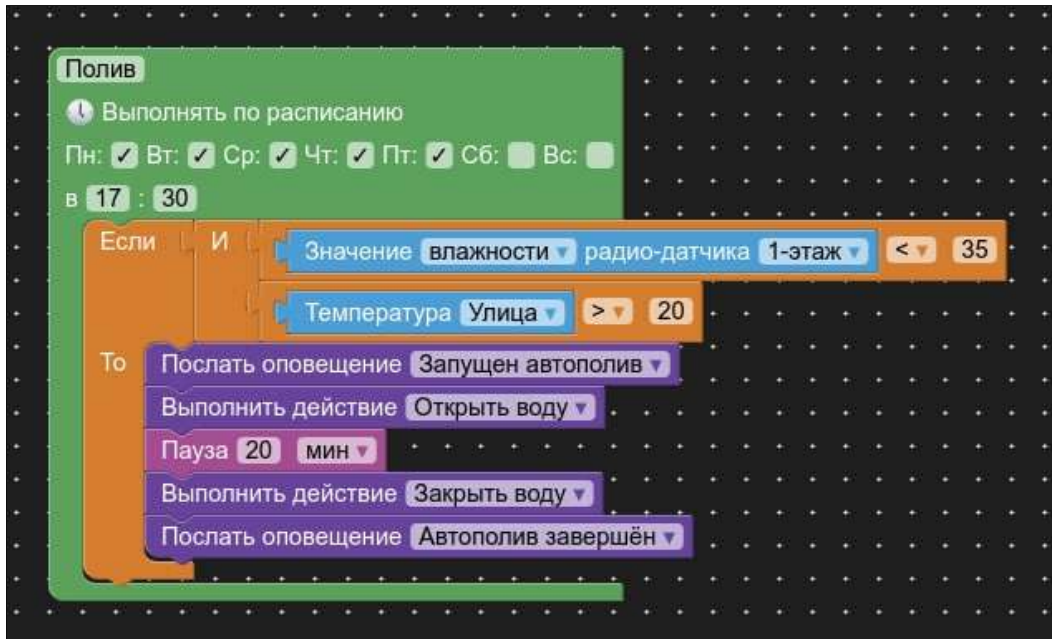 Полив
Выполнять по расписанию
Пн: Вт: Ср: Чт: Пт: Сб: Вс:
в 17 : 30
Если И Значение влажности радио-датчика 1-этаж < 35
Температура Улица > 20
То Послать оповещение Запущен автополив
Выполнить действие Открыть воду
Пауза 20 мин
Выполнить действие Закрыть воду
Послать оповещение Автополив завершён